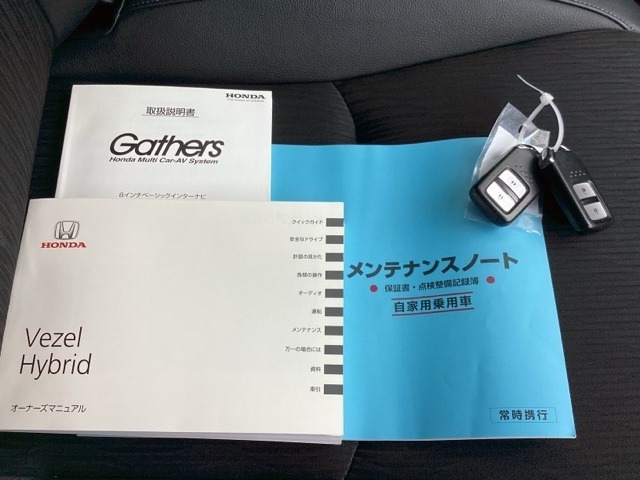 HONDA
取扱説明書
Gathers
Honda Multi Car-AV System
6インチベーシックインターナビ
HONDA
クイックガイド
安全なドライブ
計器の見かた
各部の操作
オーディオ
運転
メンテナンス
万一の場合には
資料
索引
Vezel
Hybrid
オーナーズマニュアル
メンテナンスノート
保証書・点検整備記録簿
自家用乗用車
常時携行